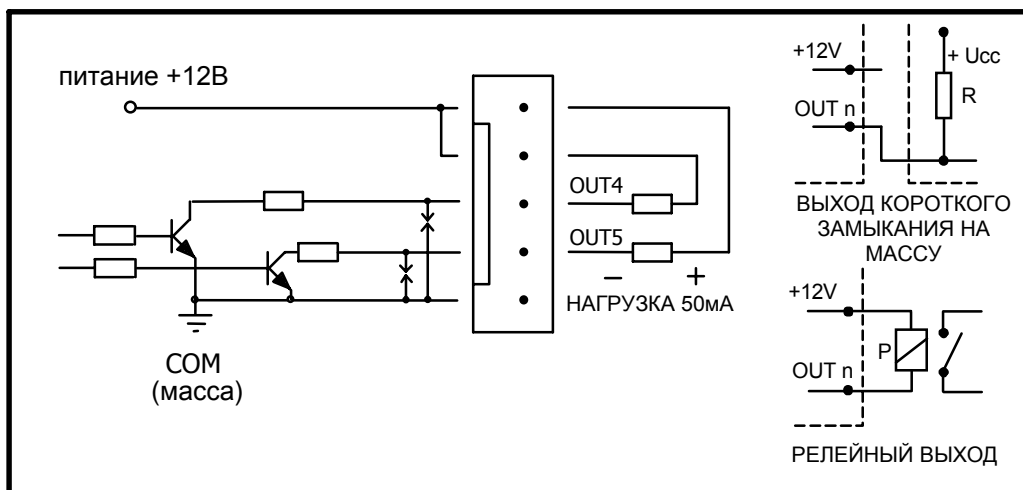 питание +12В
OUT4
OUT5
− +
НАГРУЗКА 50мА
COM
(масса)
+12V
+ Ucc
R
OUT n
ВЫХОД КОРОТКОГО
ЗАМЫКАНИЯ НА
МАССУ
+12V
P
OUT n
РЕЛЕЙНЫЙ ВЫХОД